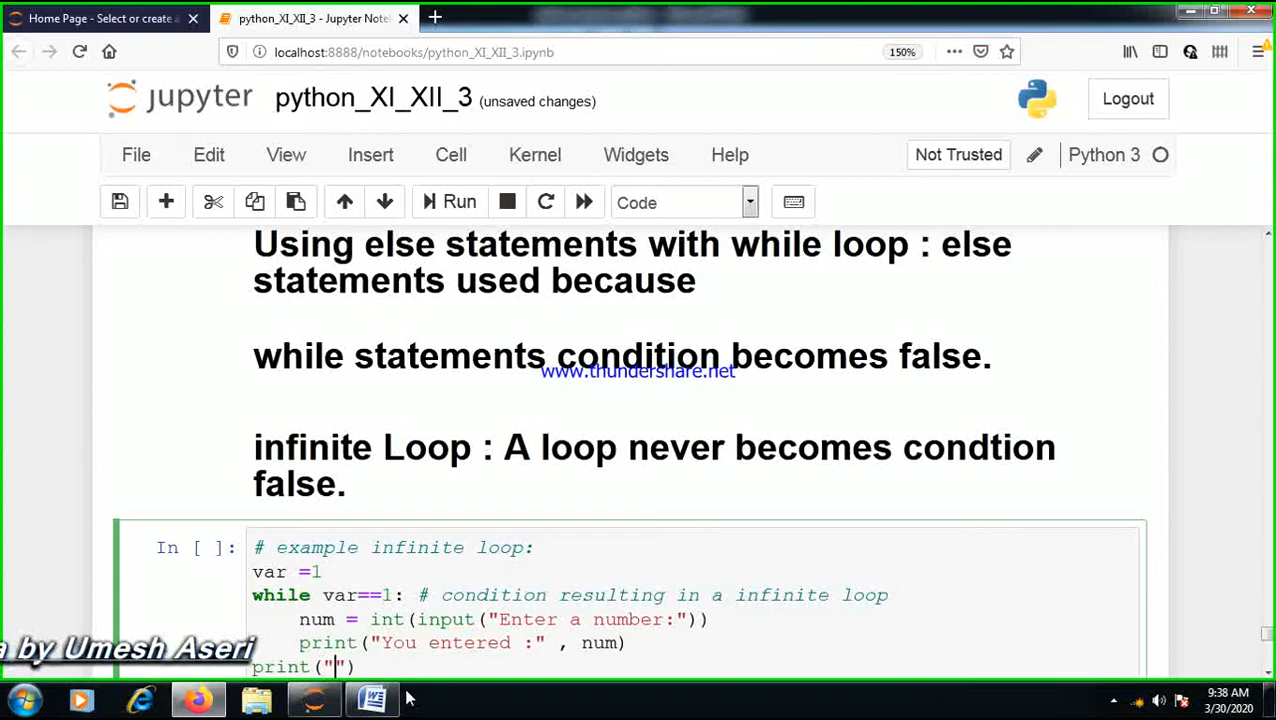 Home Page - Select or create a
python_XI_XII_3 - Jupyter Note
localhost:8888/notebooks/python_XI_XII_3.ipynb
150%
jupyter python_XI_XII_3 (unsaved changes)
Logout
File Edit View Insert Cell Kernel Widgets Help
Not Trusted
Python 3
Run
Code
Using else statements with while loop : else
statements used because
while statements condition becomes false.
www.thundershare.net
infinite Loop : A loop never becomes condtion
false.
In [ ]:
# example infinite loop:
var =1
while var==1: # condition resulting in a infinite loop
num = int(input("Enter a number:"))
print("You entered :" , num)
print("")
a by Umesh Aseri
9:38 AM
3/30/2020